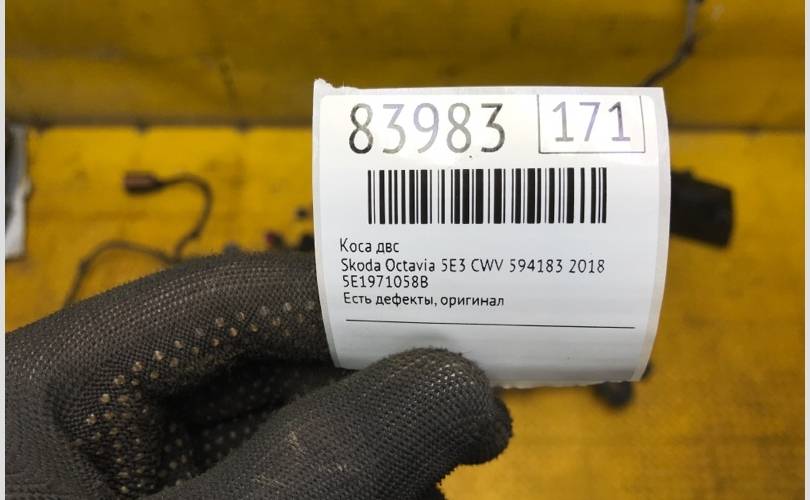 83983 171
Коса двс
Skoda Octavia 5E3 CWV 594183 2018
5E1971058B
Есть дефекты, оригинал